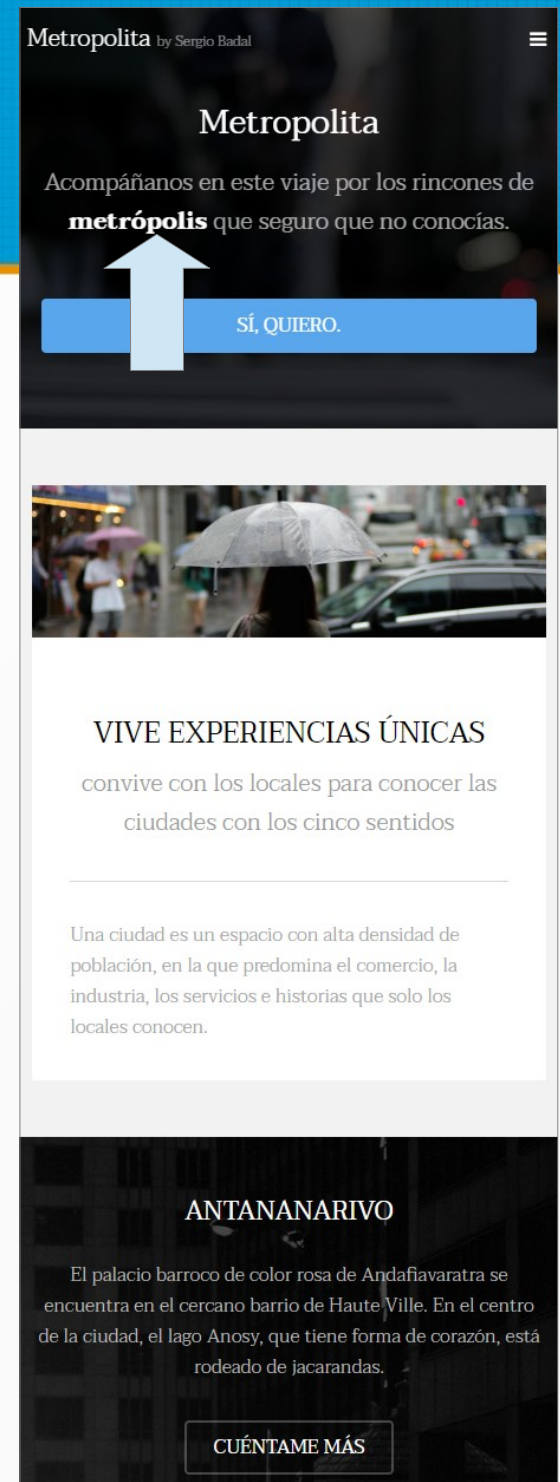 Metropolita by Sergio Badal
Metropolita
Acompáñanos en este viaje por los rincones de
metrópolis que seguro que no conocías.
SÍ, QUIERO.
VIVE EXPERIENCIAS ÚNICAS
convive con los locales para conocer las
ciudades con los cinco sentidos
Una ciudad es un espacio con alta densidad de
población, en la que predomina el comercio, la
industria, los servicios e historias que solo los
locales conocen.
ANTANANARIVO
El palacio barroco de color rosa de Andafiavaratra se
encuentra en el cercano barrio de Haute Ville. En el centro
de la ciudad, el lago Anosy, que tiene forma de corazón, está
rodeado de jacarandas.
CUÉNTAME MÁS